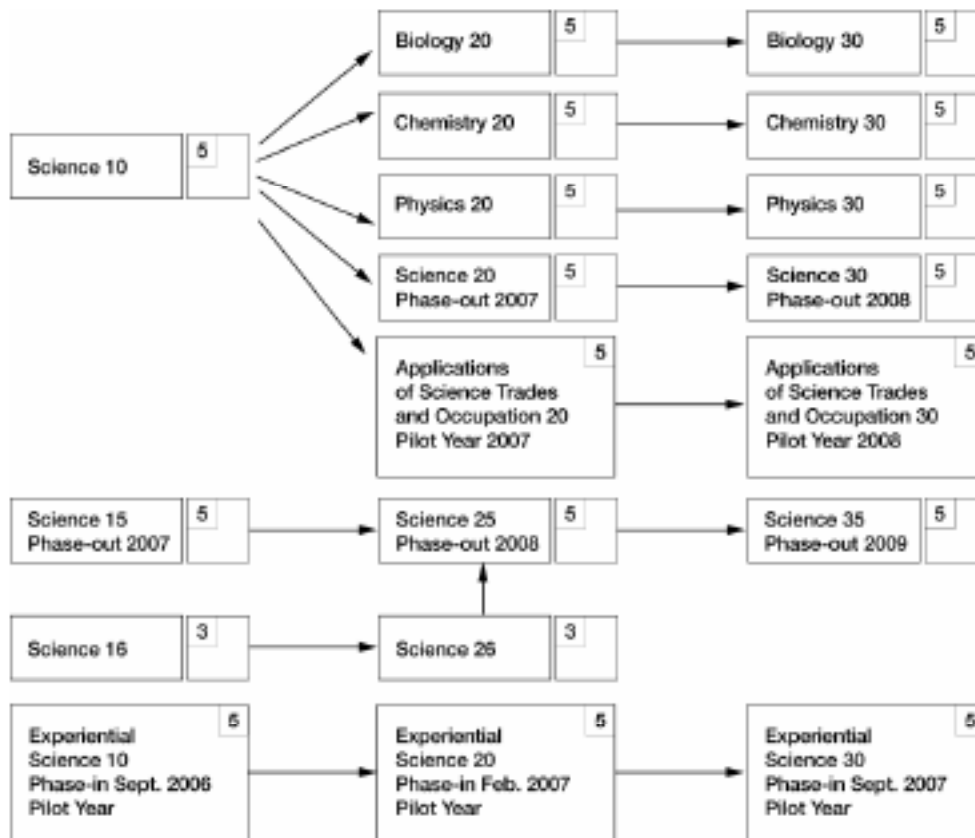 Biology 20
5
Biology 30
5
Chemistry 20
5
Chemistry 30
5
Science 10
5
Physics 20
5
Physics 30
5
Science 20
Phase-out 2007
5
Science 30
Phase-out 2008
5
Applications
of Science Trades
and Occupation 20
Pilot Year 2007
5
Applications
of Science Trades
and Occupation 30
Pilot Year 2008
5
Science 15
Phase-out 2007
5
Science 25
Phase-out 2008
5
Science 35
Phase-out 2009
5
Science 16
3
Science 26
3
Experiential
Science 10
Phase-in Sept. 2006
Pilot Year
5
Experiential
Science 20
Phase-in Feb. 2007
Pilot Year
5
Experiential
Science 30
Phase-in Sept. 2007
Pilot Year
5